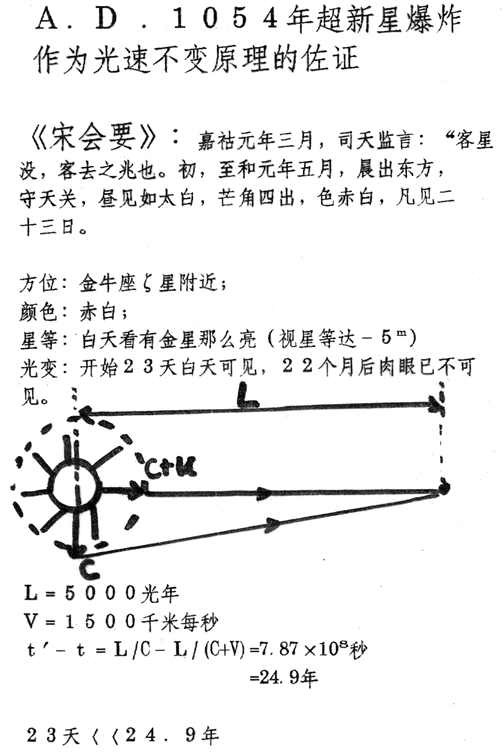 A.D.1054年超新星爆炸
作为光速不变原理的佐证
《宋会要》：嘉祜元年三月，司天监言：“客星
没，客去之兆也。初，至和元年五月，晨出东方，
守天关，昼见如太白，芒角四出，色赤白，凡见二
十三日。
方位：金牛座ζ星附近；
颜色：赤白；
星等：白天看有金星那么亮（视星等达－5ᵐ）
光变：开始23天白天可见，22个月后肉眼已不可
见。
L
C+u
C
L=5000光年
V=1500千米每秒
t′-t=L/C-L/(C+V)=7.87×10⁸秒
=24.9年
23天〈〈24.9年